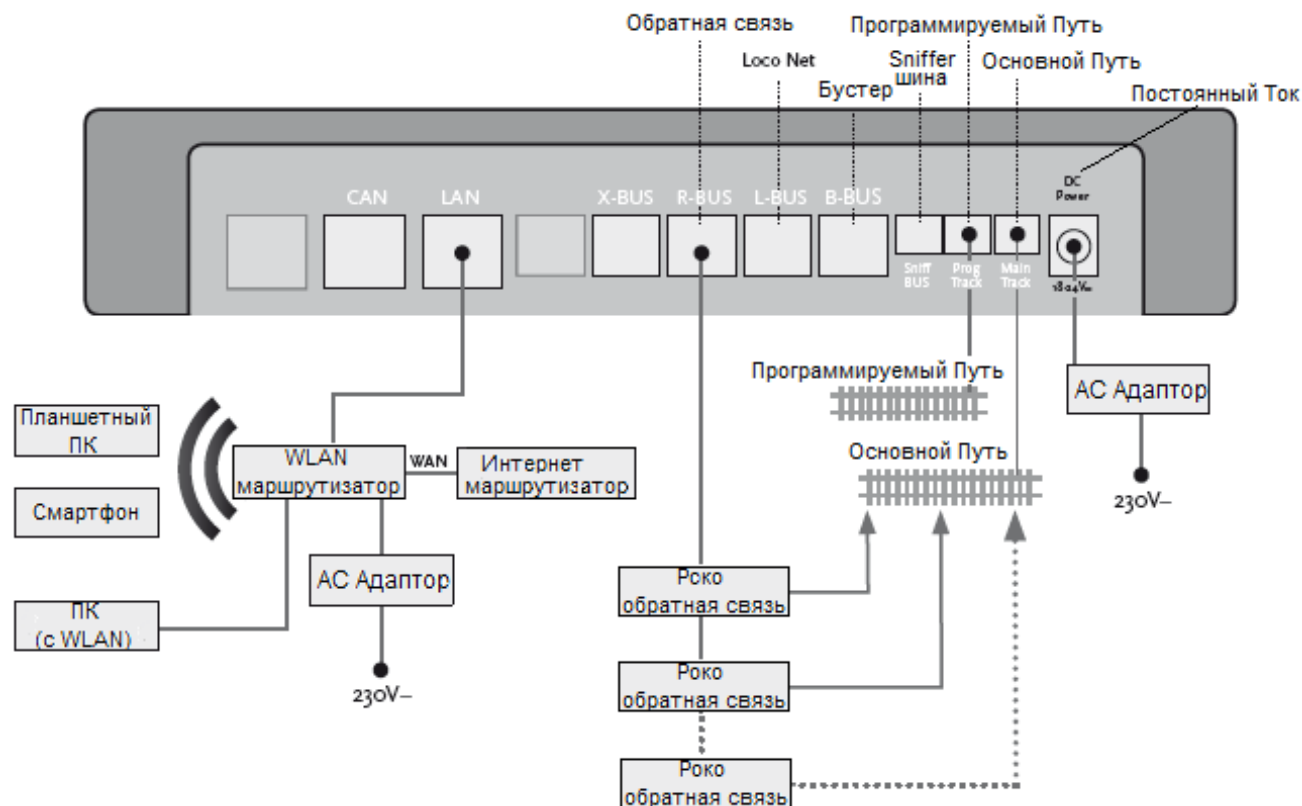 Обратная связь
Программируемый Путь
Loco Net
Sniffer
шина
Основной Путь
Бустер
Постоянный Ток
CAN
LAN
X-BUS
R-BUS
L-BUS
B-BUS
DC
Power
Sniff
BUS
Prog
Track
Main
Track
Программируемый Путь
АС Адаптор
230V~
Основной Путь
Планшетный
ПК
Смартфон
ПК
(с WLAN)
WLAN
маршрутизатор
WAN
Интернет
маршрутизатор
АС Адаптор
230V~
Рско
обратная связь
Роко
обратная связь
Роко
обратная связь